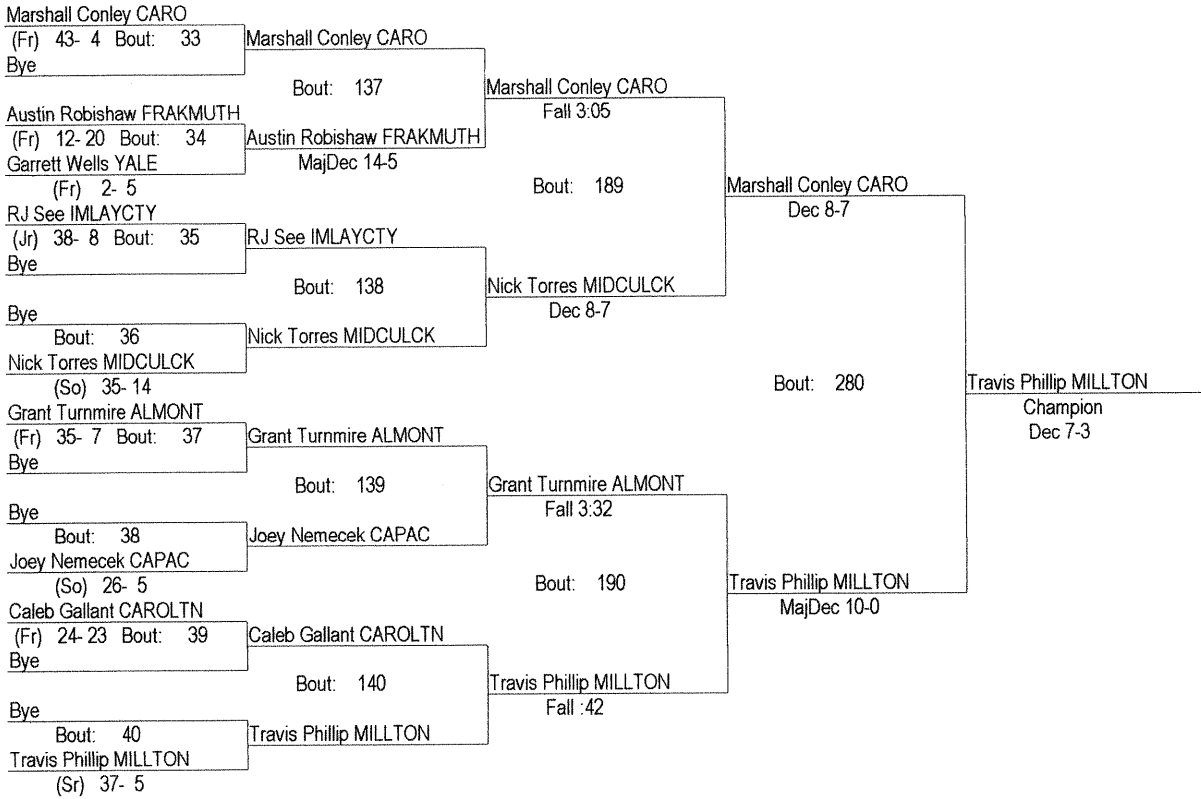 Marshall Conley CARO
(Fr) 43- 4 Bout: 33
Bye
Austin Robishaw FRAKMUTH
(Fr) 12- 20 Bout: 34
Garrett Wells YALE
(Fr) 2- 5
RJ See IMLAYCTY
(Jr) 38- 8 Bout: 35
Bye
Bye
Bout: 36
Nick Torres MIDCULCK
(So) 35- 14
Grant Turnmire ALMONT
(Fr) 35- 7 Bout: 37
Bye
Bye
Bout: 38
Joey Nemecek CAPAC
(So) 26- 5
Caleb Gallant CAROLTN
(Fr) 24- 23 Bout: 39
Bye
Bye
Bout: 40
Travis Phillip MILLTON
(Sr) 37- 5
Marshall Conley CARO
Bout: 137
Austin Robishaw FRAKMUTH
MajDec 14-5
RJ See IMLAYCTY
Bout: 138
Nick Torres MIDCULCK
Grant Turnmire ALMONT
Bout: 139
Joey Nemecek CAPAC
Caleb Gallant CAROLTN
Bout: 140
Travis Phillip MILLTON
Marshall Conley CARO
Fall 3:05
Bout: 189
Nick Torres MIDCULCK
Dec 8-7
Grant Turnmire ALMONT
Fall 3:32
Bout: 190
Travis Phillip MILLTON
Fall :42
Marshall Conley CARO
Dec 8-7
Bout: 280
Travis Phillip MILLTON
MajDec 10-0
Travis Phillip MILLTON
Champion
Dec 7-3